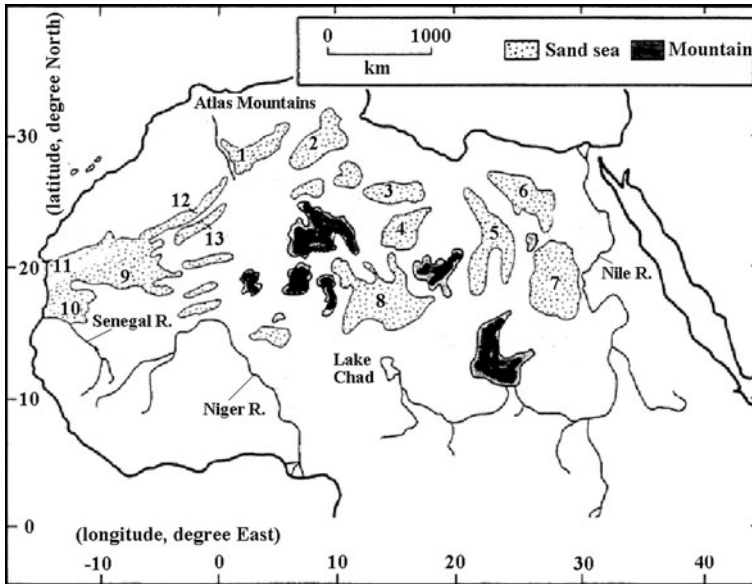 0 1000
km
Sand sea Mountain
Atlas Mountains
(latitude, degree North)
30
20
10
0
1
2
3
4
5
6
7
8
9
10
11
12
13
Senegal R.
Niger R.
Lake
Chad
Nile R.
(longitude, degree East)
-10 0 10 20 30 40